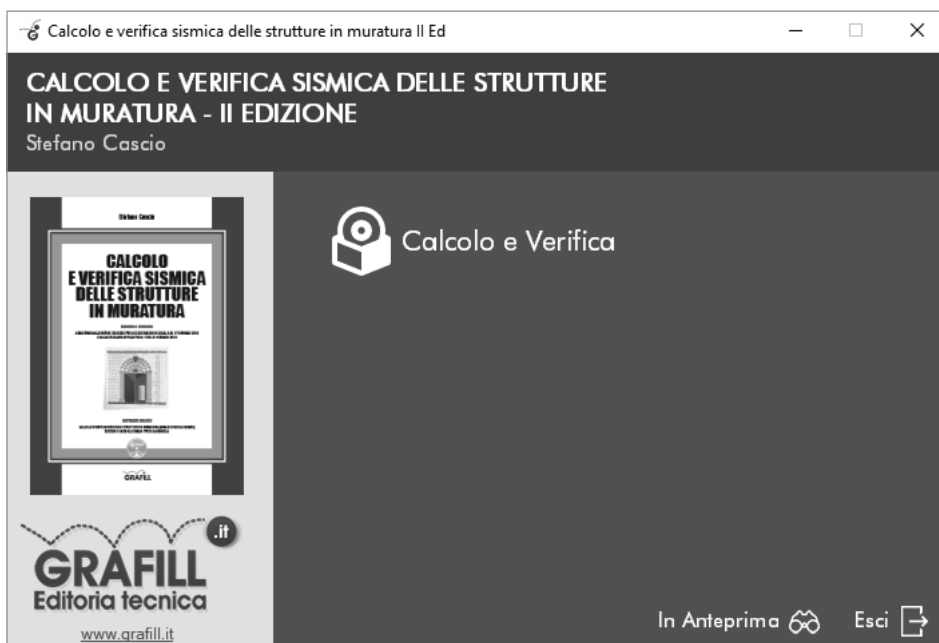 Calcolo e verifica sismica delle strutture in muratura II Ed
CALCOLO E VERIFICA SISMICA DELLE STRUTTURE
IN MURATURA - II EDIZIONE
Stefano Cascio
Stefano Cascio
CALCOLO
E VERIFICA SISMICA
DELLE STRUTTURE
IN MURATURA
GRAFILL
Calcolo e Verifica
.it
GRAFILL
Editoria tecnica
www.grafill.it
In Anteprima
Esci